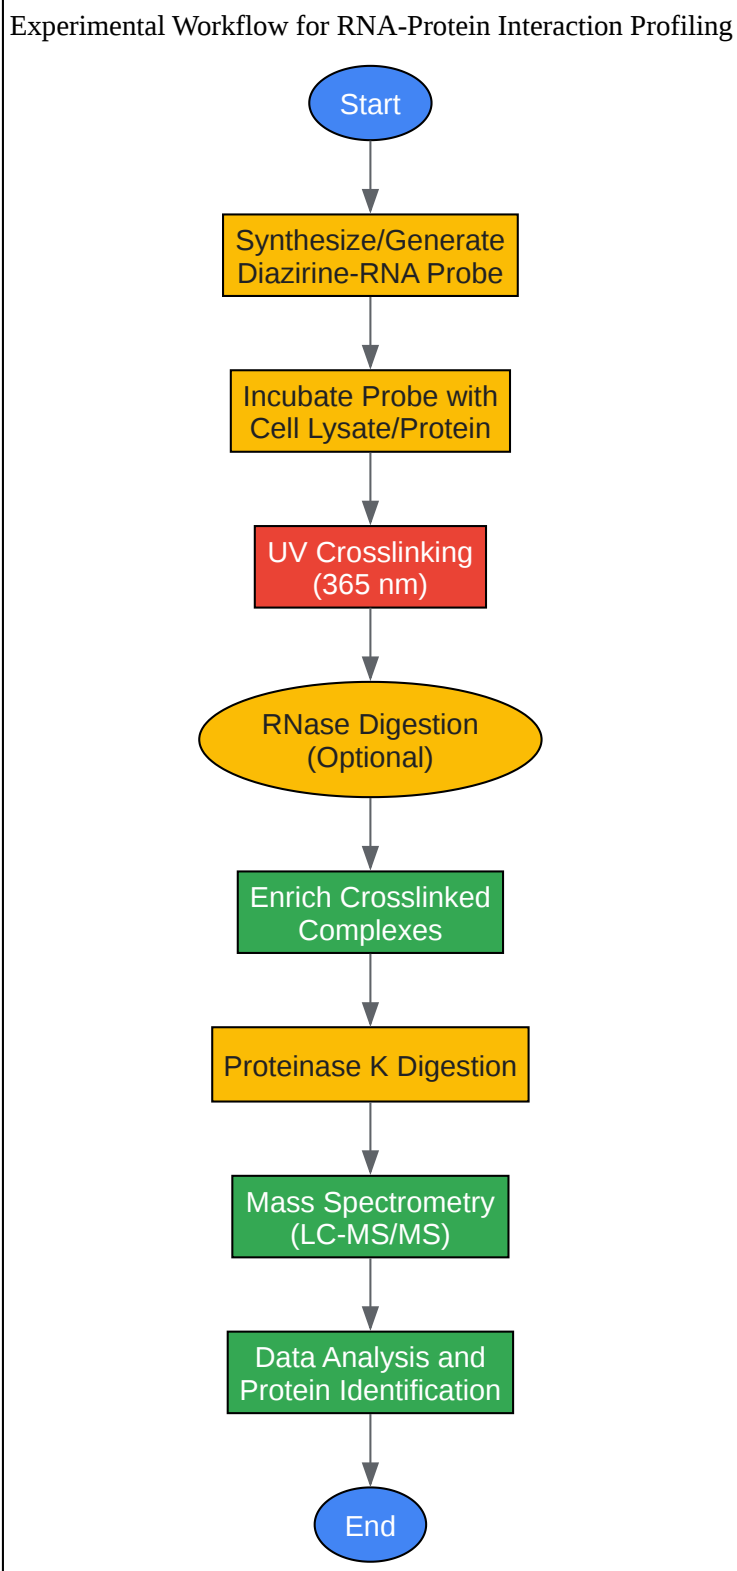 Experimental Workflow for RNA-Protein Interaction Profiling
Start
Synthesize/Generate
Diazirine-RNA Probe
Incubate Probe with
Cell Lysate/Protein
UV Crosslinking
(365 nm)
RNase Digestion
(Optional)
Enrich Crosslinked
Complexes
Proteinase K Digestion
Mass Spectrometry
(LC-MS/MS)
Data Analysis and
Protein Identification
End